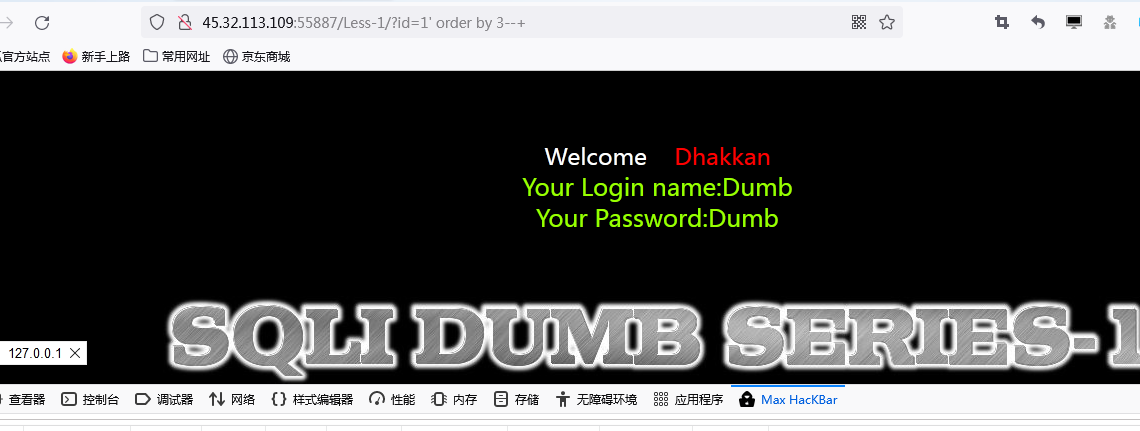 45.32.113.109:55887/Less-1/?id=1' order by 3--+
官方站点 新手上路 常用网址 京东商城
Welcome Dhakkan
Your Login name:Dumb
Your Password:Dumb
SQLI DUMB SERIES-1
127.0.0.1
查看器 控制台 调试器 网络 {} 样式编辑器 性能 内存 存储 无障碍环境 应用程序 Max HacKBar